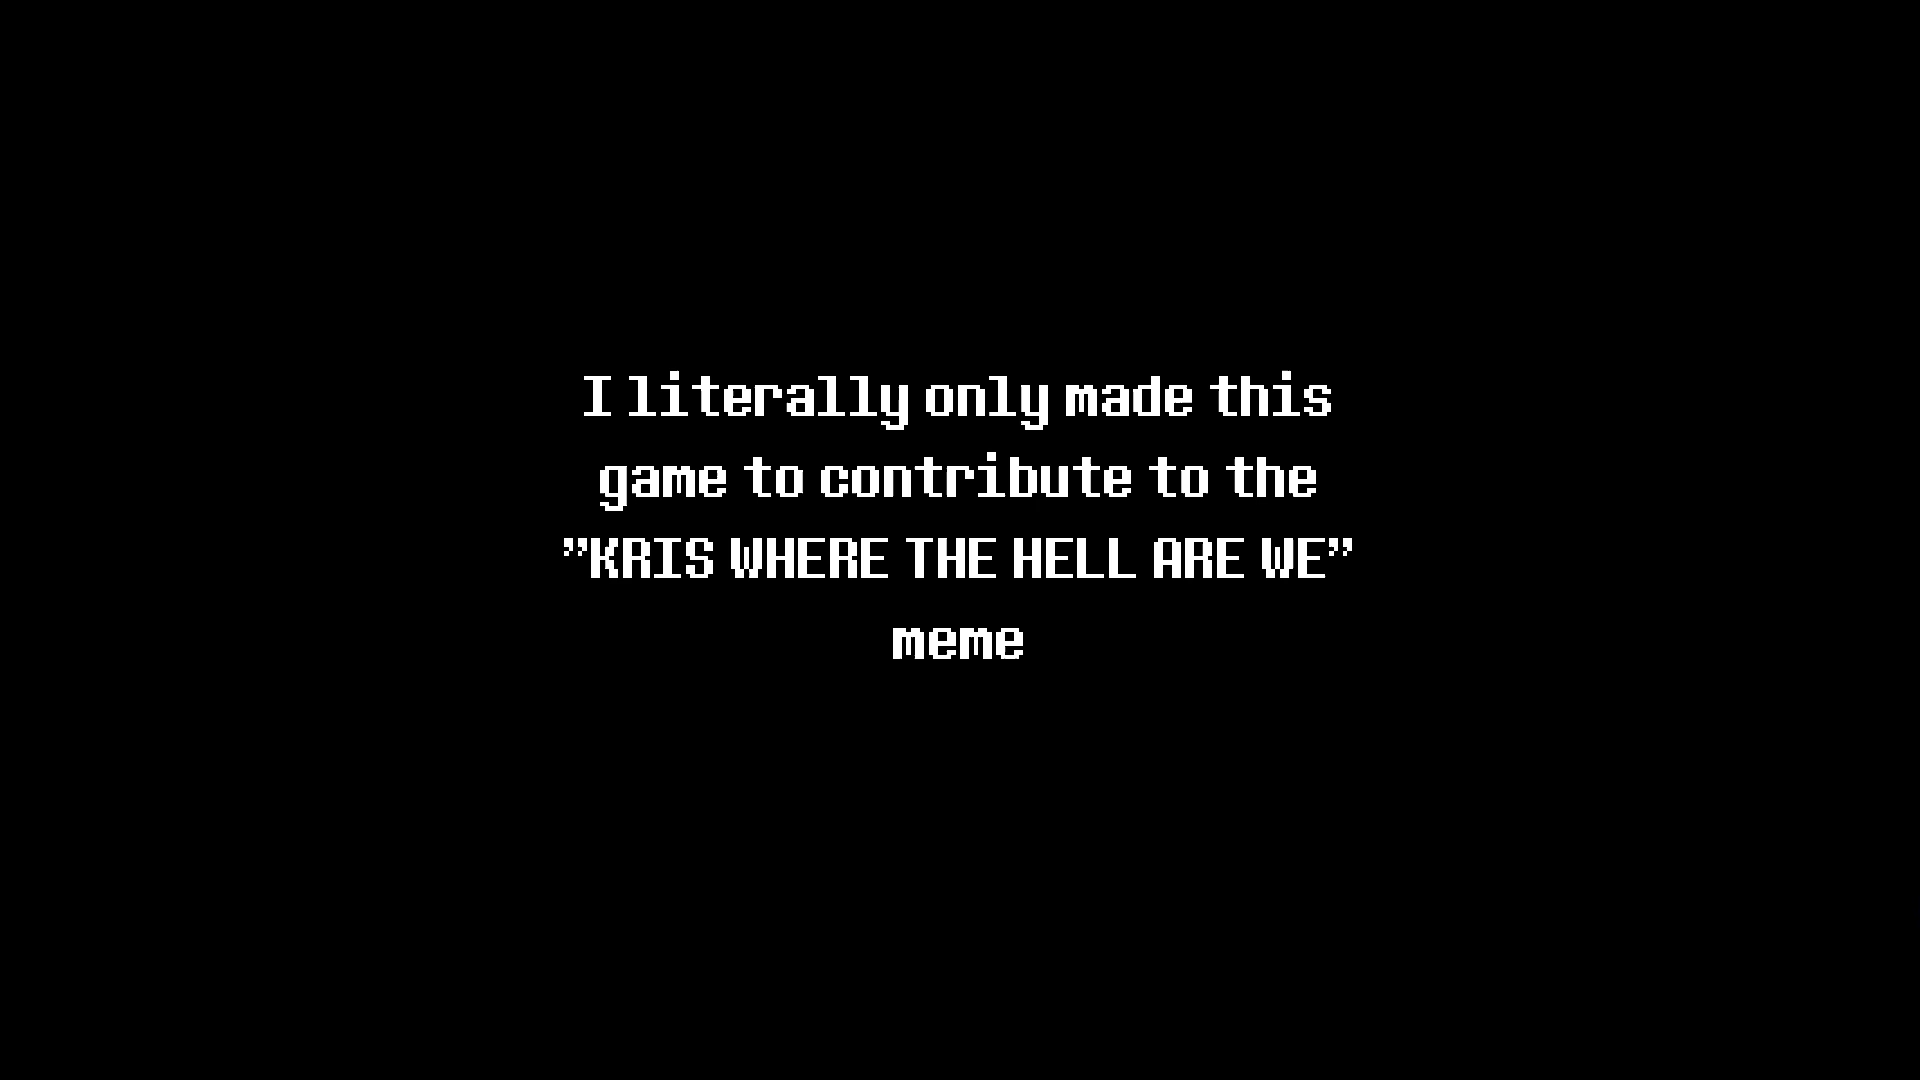 I literally only made this
game to contribute to the
”KRIS WHERE THE HELL ARE WE”
meme